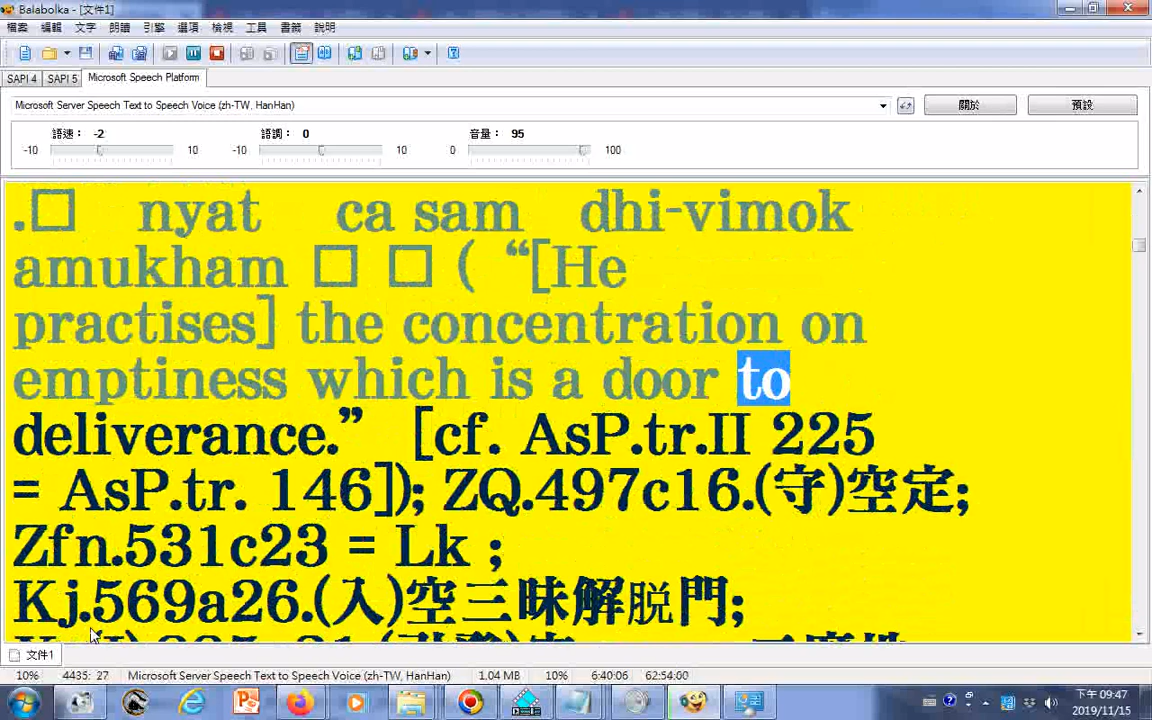 Balabolka - [文件1]
檔案 編輯 文字 朗讀 引擎 選項 檢視 工具 書籤 說明
SAPI 4 SAPI 5 Microsoft Speech Platform
Microsoft Server Speech Text to Speech Voice (zh-TW, HanHan) 關於 預設
語速： -2 語調： 0 音量： 95
-10 10 -10 10 0 100
.□ nyat ca sam dhi-vimok
amukham □ □ ( “[He
practises] the concentration on
emptiness which is a door to
deliverance.” [cf. AsP.tr.II 225
= AsP.tr. 146]); ZQ.497c16.(守)空定;
Zfn.531c23 = Lk ;
Kj.569a26.(入)空三昧解脱門;
文件1
10% 4435: 27 Microsoft Server Speech Text to Speech Voice (zh-TW, HanHan) 1.04 MB 10% 6:40:06 62:54:00
下午 09:47
2019/11/15